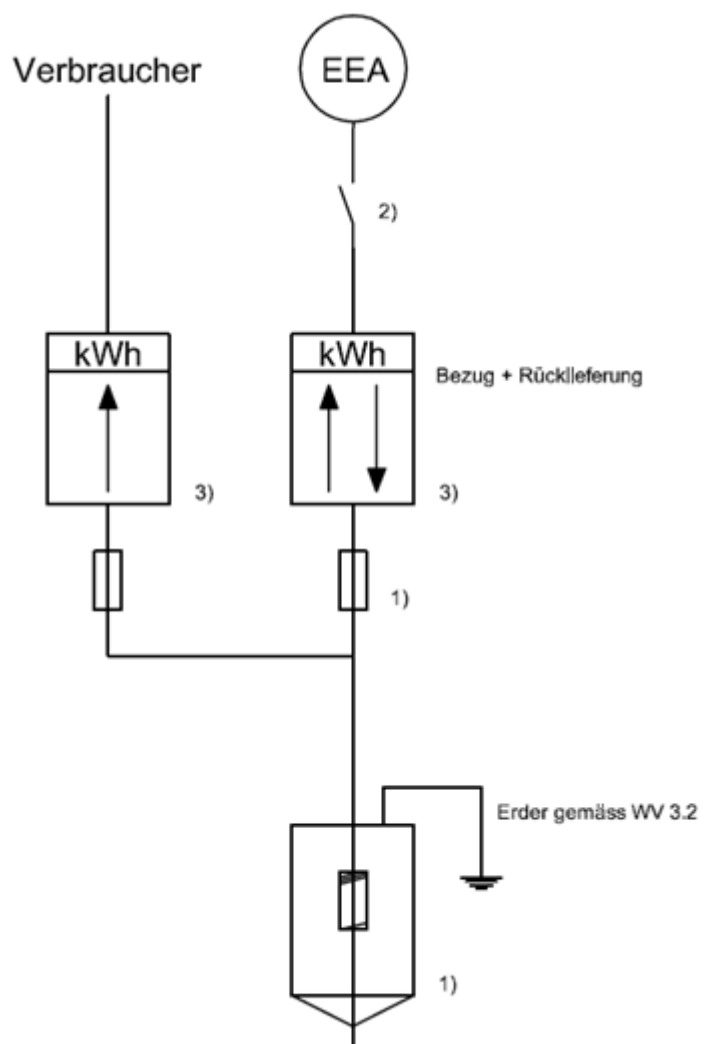 Verbraucher
EEA
2)
kWh
kWh
Bezug + Rücklieferung
3)
3)
1)
Erder gemäss WV 3.2
1)